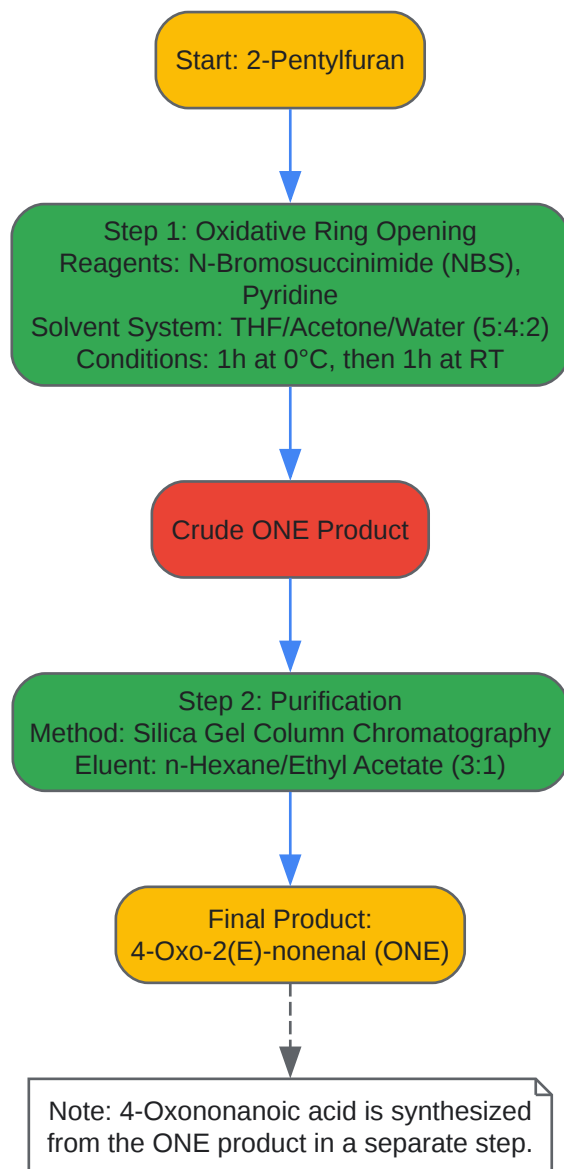 Start: 2-Pentylfuran
Step 1: Oxidative Ring Opening
Reagents: N-Bromosuccinimide (NBS),
Pyridine
Solvent System: THF/Acetone/Water (5:4:2)
Conditions: 1h at 0°C, then 1h at RT
Crude ONE Product
Step 2: Purification
Method: Silica Gel Column Chromatography
Eluent: n-Hexane/Ethyl Acetate (3:1)
Final Product:
4-Oxo-2(E)-nonenal (ONE)
Note: 4-Oxononanoic acid is synthesized
from the ONE product in a separate step.